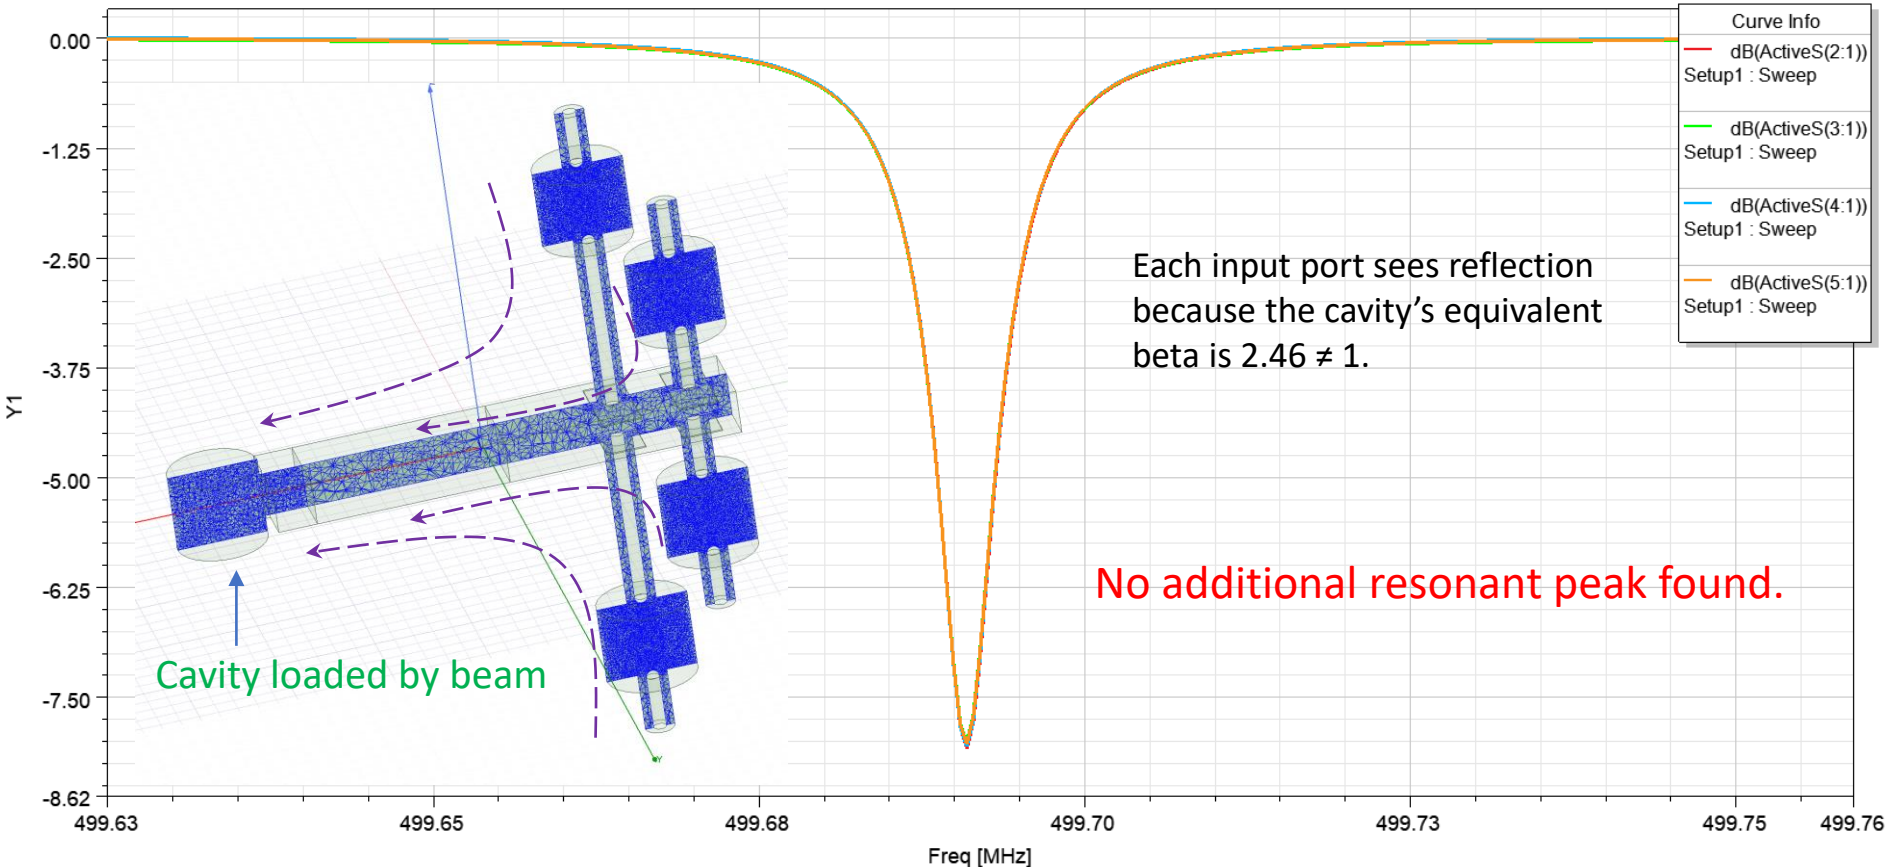 0.00
-1.25
-2.50
-3.75
-5.00
-6.25
-7.50
-8.62
Y1
499.63
499.65
499.68
499.70
499.73
499.75
499.76
Freq [MHz]
Curve Info
dB(ActiveS(2:1))
Setup1 : Sweep
dB(ActiveS(3:1))
Setup1 : Sweep
dB(ActiveS(4:1))
Setup1 : Sweep
dB(ActiveS(5:1))
Setup1 : Sweep
Each input port sees reflection
because the cavity’s equivalent
beta is 2.46 ≠ 1.
No additional resonant peak found.
Cavity loaded by beam
Y